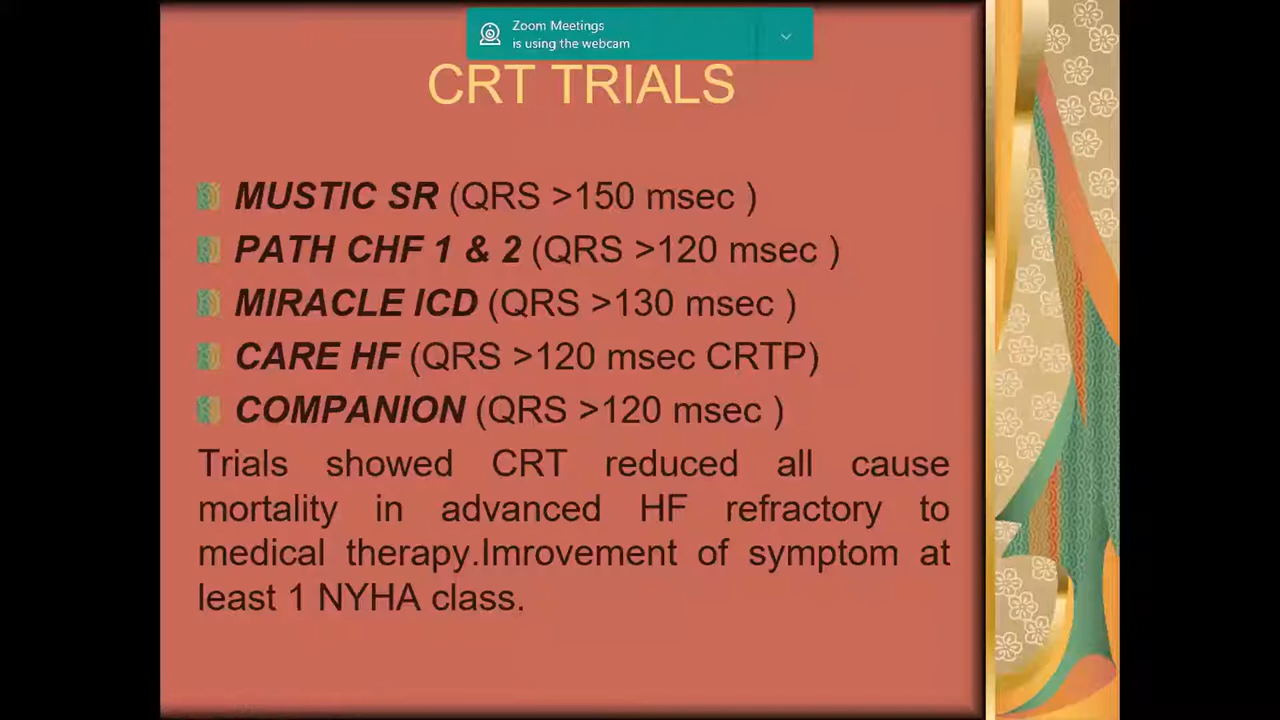 Zoom Meetings
is using the webcam
CRT TRIALS
MUSTIC SR (QRS >150 msec )
PATH CHF 1 & 2 (QRS >120 msec )
MIRACLE ICD (QRS >130 msec )
CARE HF (QRS >120 msec CRTP)
COMPANION (QRS >120 msec )
Trials showed CRT reduced all cause
mortality in advanced HF refractory to
medical therapy.Imrovement of symptom at
least 1 NYHA class.